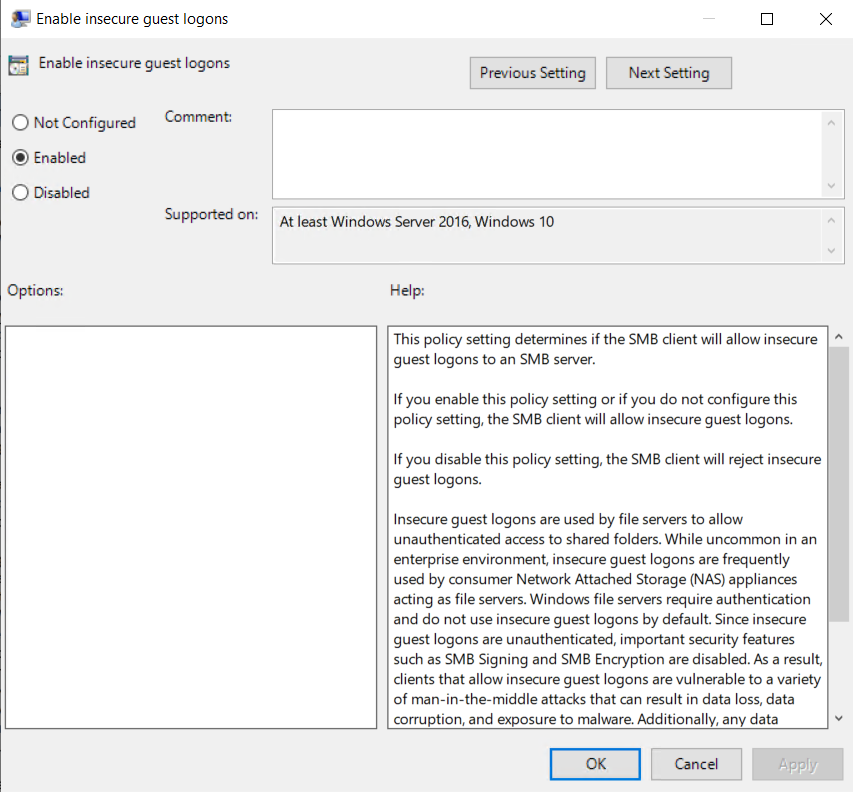 Enable insecure guest logons
Enable insecure guest logons
Previous Setting
Next Setting
Not Configured
Comment:
Enabled
Disabled
Supported on:
At least Windows Server 2016, Windows 10
Options:
Help:
This policy setting determines if the SMB client will allow insecure
guest logons to an SMB server.
If you enable this policy setting or if you do not configure this
policy setting, the SMB client will allow insecure guest logons.
If you disable this policy setting, the SMB client will reject insecure
guest logons.
Insecure guest logons are used by file servers to allow
unauthenticated access to shared folders. While uncommon in an
enterprise environment, insecure guest logons are frequently
used by consumer Network Attached Storage (NAS) appliances
acting as file servers. Windows file servers require authentication
and do not use insecure guest logons by default. Since insecure
guest logons are unauthenticated, important security features
such as SMB Signing and SMB Encryption are disabled. As a result,
clients that allow insecure guest logons are vulnerable to a variety
of man-in-the-middle attacks that can result in data loss, data
corruption, and exposure to malware. Additionally, any data
OK
Cancel
Apply